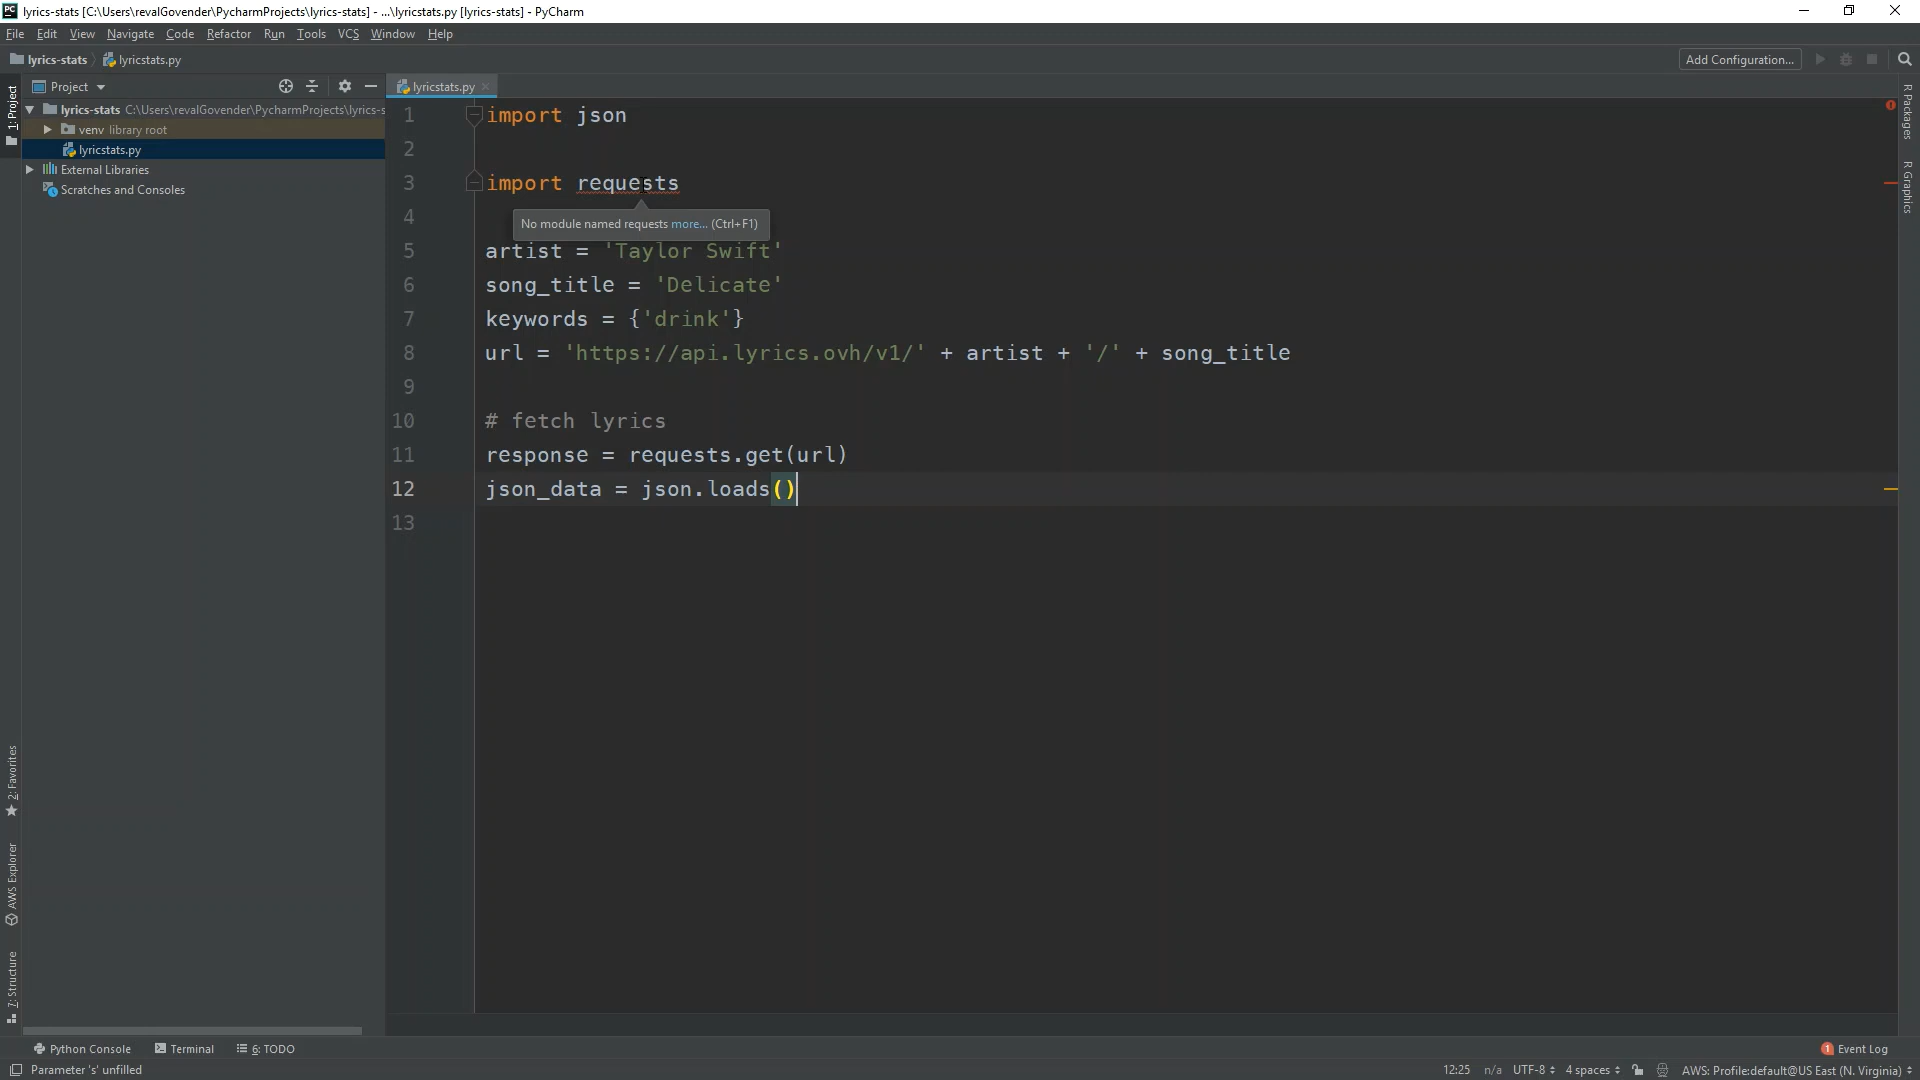 lyrics-stats [C:\Users\revalGovender\PycharmProjects\lyrics-stats] - ...\lyricstats.py [lyrics-stats] - PyCharm
File Edit View Navigate Code Refactor Run Tools VCS Window Help
lyrics-stats lyricstats.py Add Configuration...
Project
lyricstats.py
lyrics-stats C:\Users\revalGovender\PycharmProjects\lyrics-s
venv library root
lyricstats.py
External Libraries
Scratches and Consoles
1: Project
2: Favorites
AWS Explorer
7: Structure
1 import json
2
3 import requests
4
No module named requests more... (Ctrl+F1)
5 artist = 'Taylor Swift'
6 song_title = 'Delicate'
7 keywords = {'drink'}
8 url = 'https://api.lyrics.ovh/v1/' + artist + '/' + song_title
9
10 # fetch lyrics
11 response = requests.get(url)
12 json_data = json.loads()
13
R Packages
R Graphics
Python Console Terminal 6: TODO 1 Event Log
Parameter 's' unfilled 12:25 n/a UTF-8 4 spaces AWS: Profile:default@US East (N. Virginia)